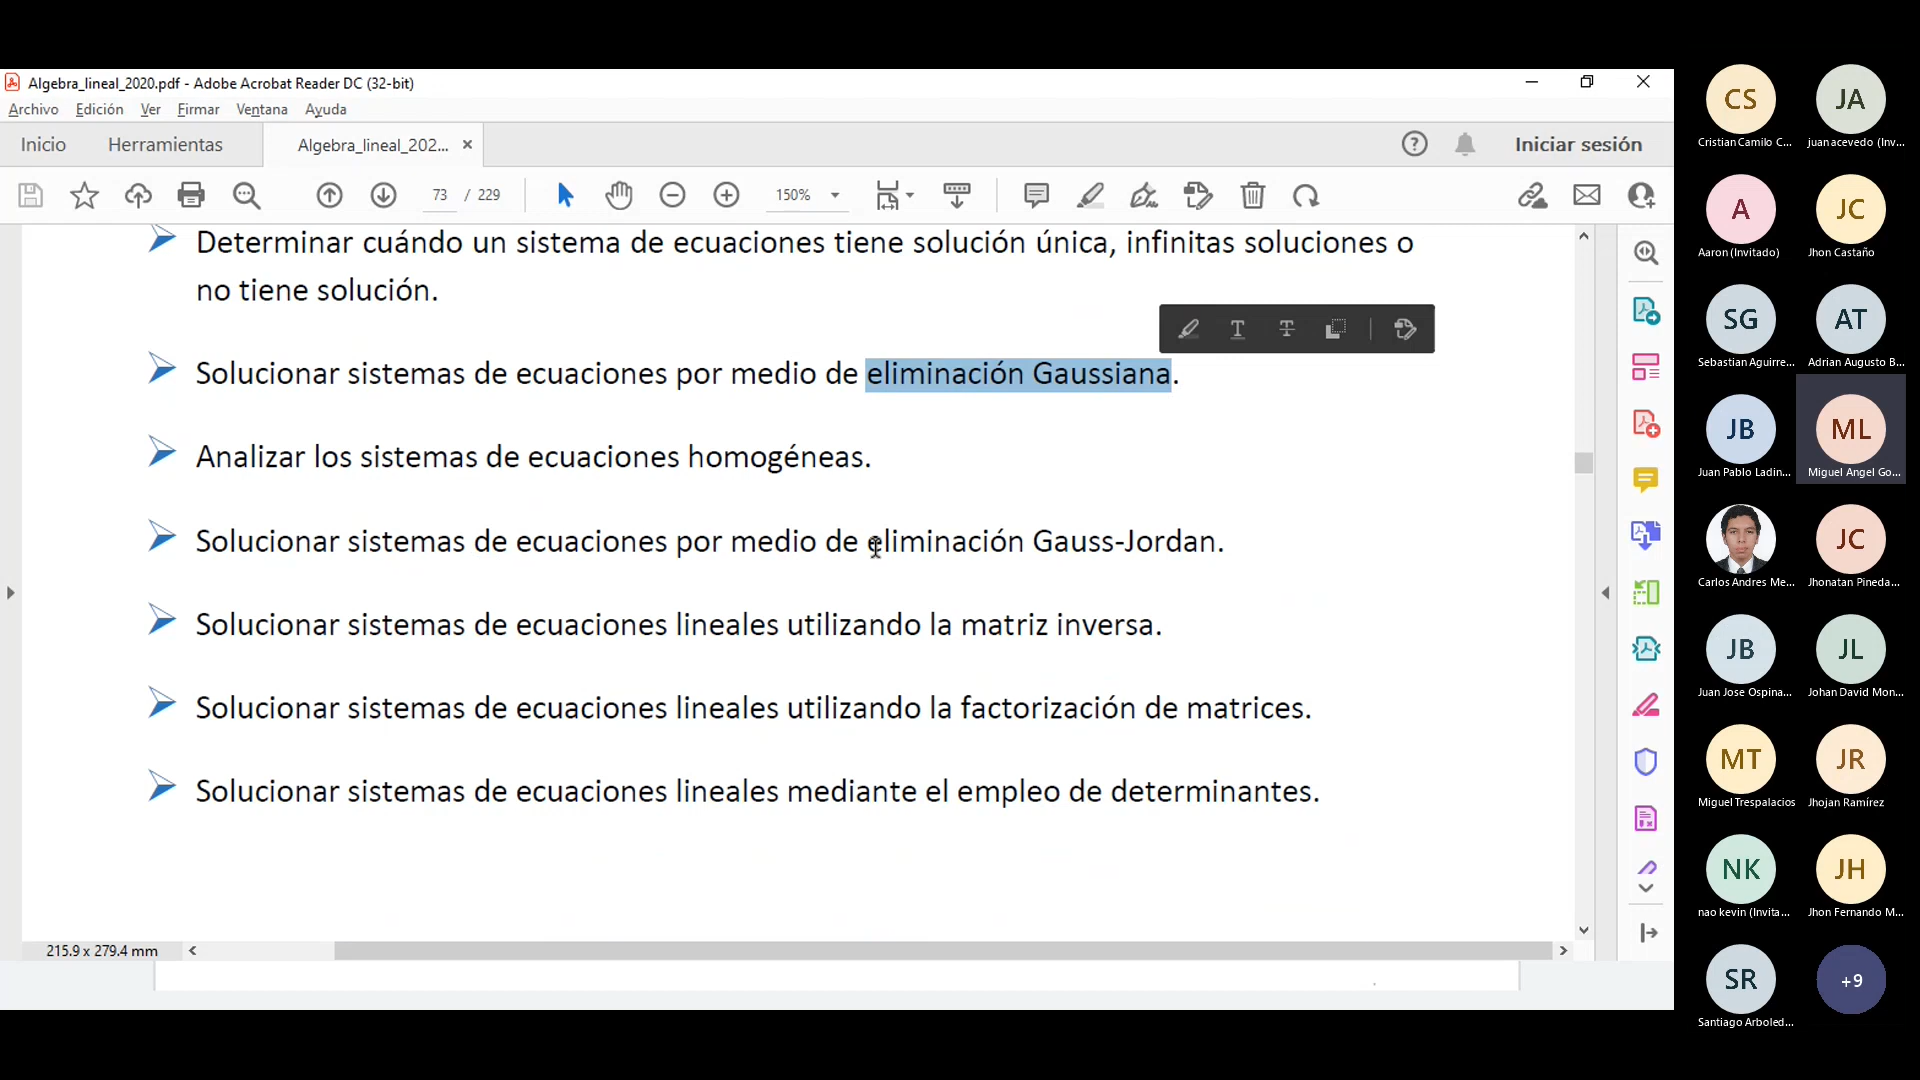 Algebra_lineal_2020.pdf - Adobe Acrobat Reader DC (32-bit)
Archivo Edición Ver Firmar Ventana Ayuda
Inicio Herramientas Algebra_lineal_202... Iniciar sesión
73 / 229 150%
Determinar cuándo un sistema de ecuaciones tiene solución única, infinitas soluciones o
no tiene solución.
Solucionar sistemas de ecuaciones por medio de eliminación Gaussiana.
Analizar los sistemas de ecuaciones homogéneas.
Solucionar sistemas de ecuaciones por medio de eliminación Gauss-Jordan.
Solucionar sistemas de ecuaciones lineales utilizando la matriz inversa.
Solucionar sistemas de ecuaciones lineales utilizando la factorización de matrices.
Solucionar sistemas de ecuaciones lineales mediante el empleo de determinantes.
215.9 x 279.4 mm
CS JA
Cristian Camilo C... juan acevedo (Inv...
A JC
Aaron (Invitado) Jhon Castaño
SG AT
Sebastian Aguirre... Adrian Augusto B...
JB ML
Juan Pablo Ladin... Miguel Angel Go...
JC
Carlos Andres Me... Jhonatan Pineda...
JB JL
Juan Jose Ospina... Johan David Mon...
MT JR
Miguel Trespalacios Jhojan Ramírez
NK JH
nao kevin (Invita... Jhon Fernando M...
SR +9
Santiago Arboled...